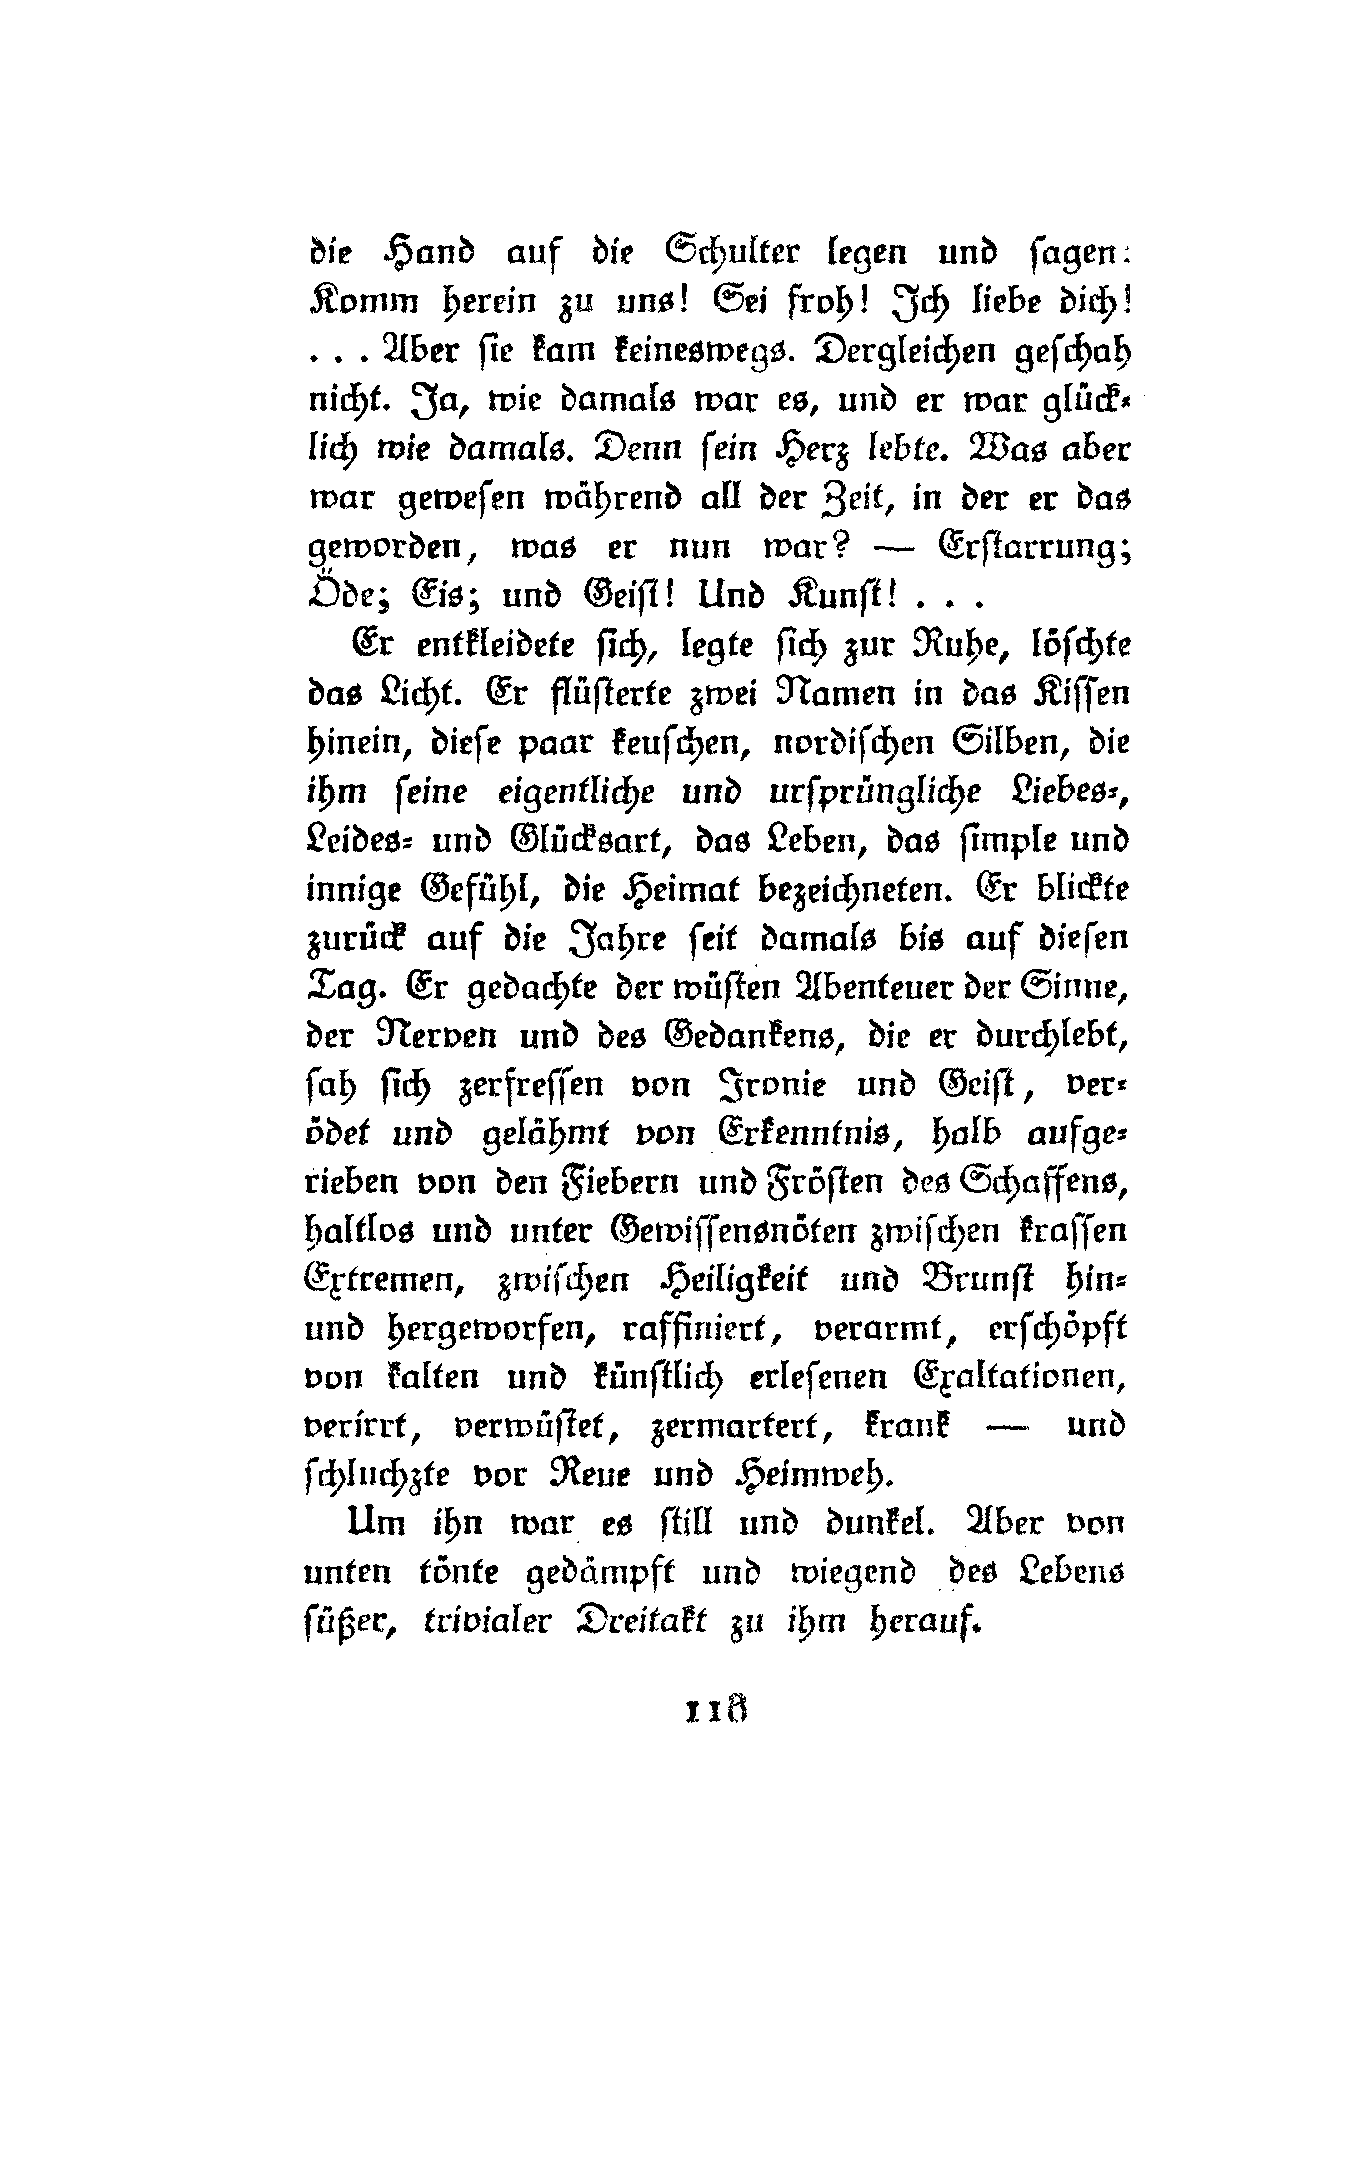 die Hand auf die Schulter legen und sagen:
Komm herein zu uns! Sei froh! Ich liebe dich!
. . . Aber sie kam keineswegs. Dergleichen geschah
nicht. Ja, wie damals war es, und er war glück-
lich wie damals. Denn sein Herz lebte. Was aber
war gewesen während all der Zeit, in der er das
geworden, was er nun war? — Erstarrung;
Öde; Eis; und Geist! Und Kunst! . . .
Er entkleidete sich, legte sich zur Ruhe, löschte
das Licht. Er flüsterte zwei Namen in das Kissen
hinein, diese paar keuschen, nordischen Silben, die
ihm seine eigentliche und ursprüngliche Liebes-,
Leides- und Glücksart, das Leben, das simple und
innige Gefühl, die Heimat bezeichneten. Er blickte
zurück auf die Jahre seit damals bis auf diesen
Tag. Er gedachte der wüsten Abenteuer der Sinne,
der Nerven und des Gedankens, die er durchlebt,
sah sich zerfressen von Ironie und Geist, ver-
ödet und gelähmt von Erkenntnis, halb aufge-
rieben von den Fiebern und Frösten des Schaffens,
haltlos und unter Gewissensnöten zwischen krassen
Extremen, zwischen Heiligkeit und Brunst hin-
und hergeworfen, raffiniert, verarmt, erschöpft
von kalten und künstlich erlesenen Exaltationen,
verirrt, verwüstet, zermartert, krank — und
schluchzte vor Reue und Heimweh.
Um ihn war es still und dunkel. Aber von
unten tönte gedämpft und wiegend des Lebens
süßer, trivialer Dreitakt zu ihm herauf.
118